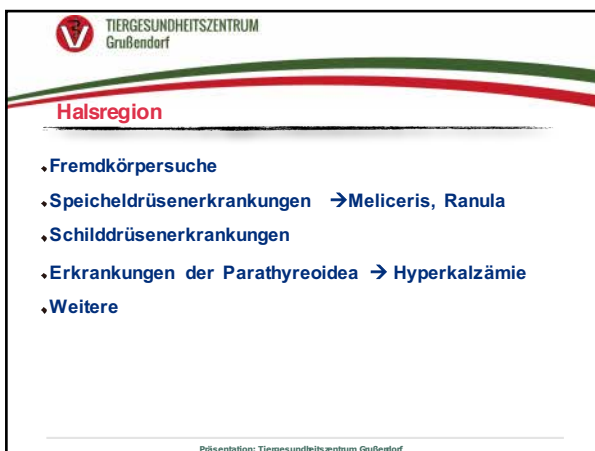 TIERGESUNDHEITSZENTRUM
Grußendorf
Halsregion
Fremdkörpersuche
Speicheldrüsenerkrankungen → Meliceris, Ranula
Schilddrüsenerkrankungen
Erkrankungen der Parathyreoidea → Hyperkalzämie
Weitere
Präsentation: Tiergesundheitszentrum Grußendorf